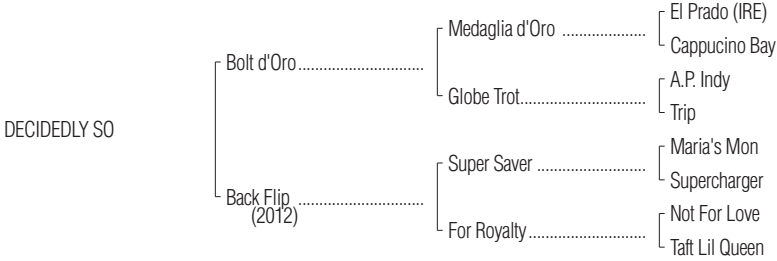 El Prado (IRE)
Medaglia d'Oro ....................
Cappucino Bay
Bolt d'Oro..............................
A.P. Indy
Globe Trot..............................
Trip
DECIDEDLY SO
Maria's Mon
Super Saver ..........................
Supercharger
Back Flip ..............................
(2012)
Not For Love
For Royalty............................
Taft Lil Queen